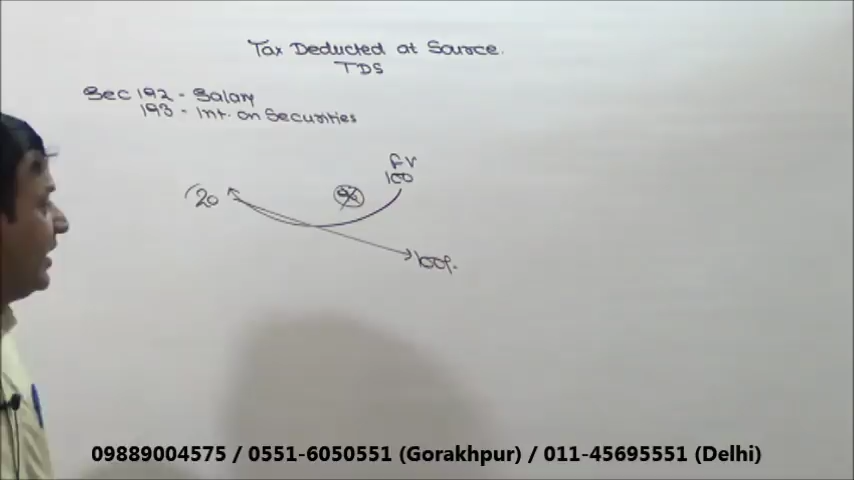 Tax Deducted at Source.
TDS
Sec 192 - Salary
193 - Int. on Securities
FV
100
20
100%.
09889004575 / 0551-6050551 (Gorakhpur) / 011-45695551 (Delhi)